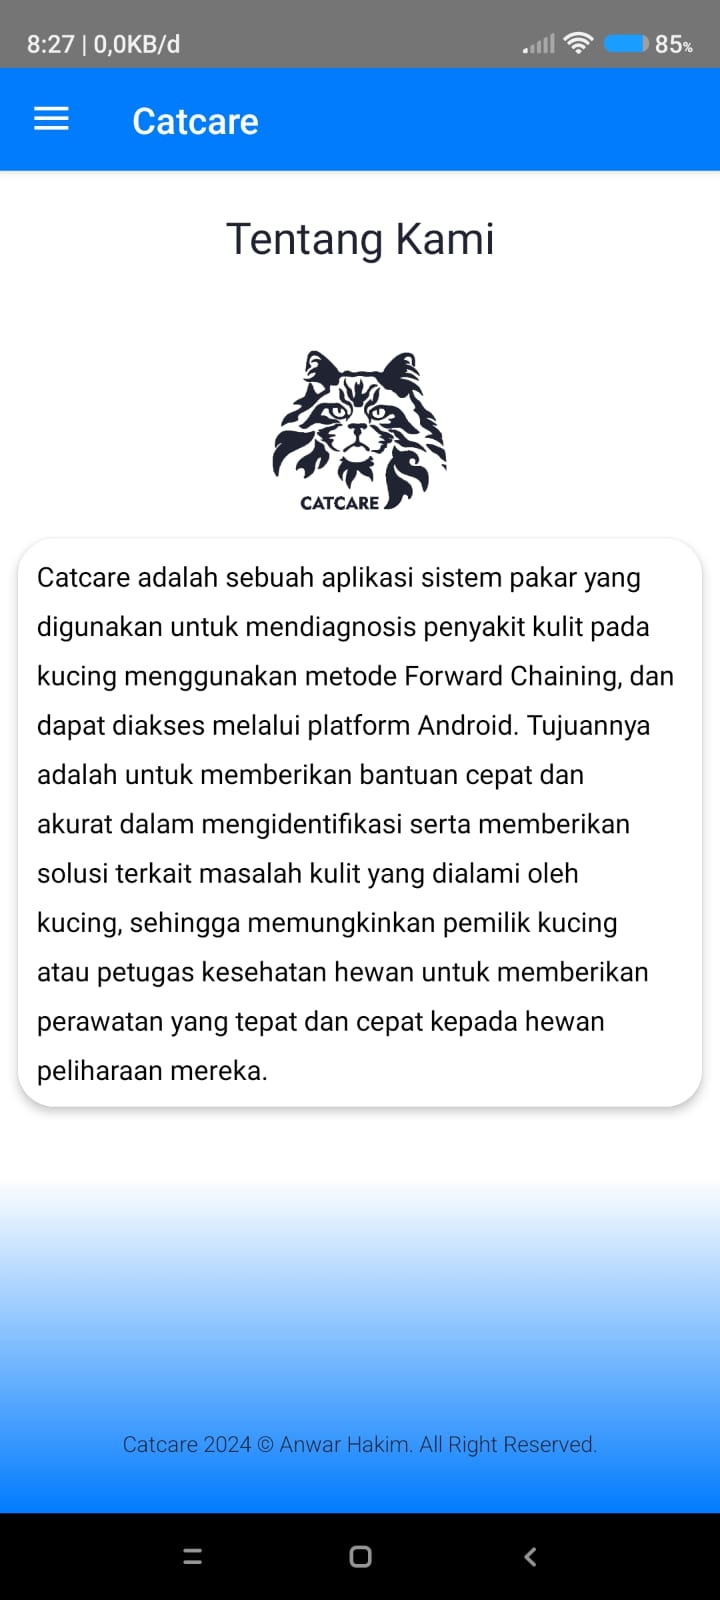 8:27 | 0,0KB/d
85%
Catcare
Tentang Kami
CATCARE
Catcare adalah sebuah aplikasi sistem pakar yang
digunakan untuk mendiagnosis penyakit kulit pada
kucing menggunakan metode Forward Chaining, dan
dapat diakses melalui platform Android. Tujuannya
adalah untuk memberikan bantuan cepat dan
akurat dalam mengidentifikasi serta memberikan
solusi terkait masalah kulit yang dialami oleh
kucing, sehingga memungkinkan pemilik kucing
atau petugas kesehatan hewan untuk memberikan
perawatan yang tepat dan cepat kepada hewan
peliharaan mereka.
Catcare 2024 © Anwar Hakim. All Right Reserved.